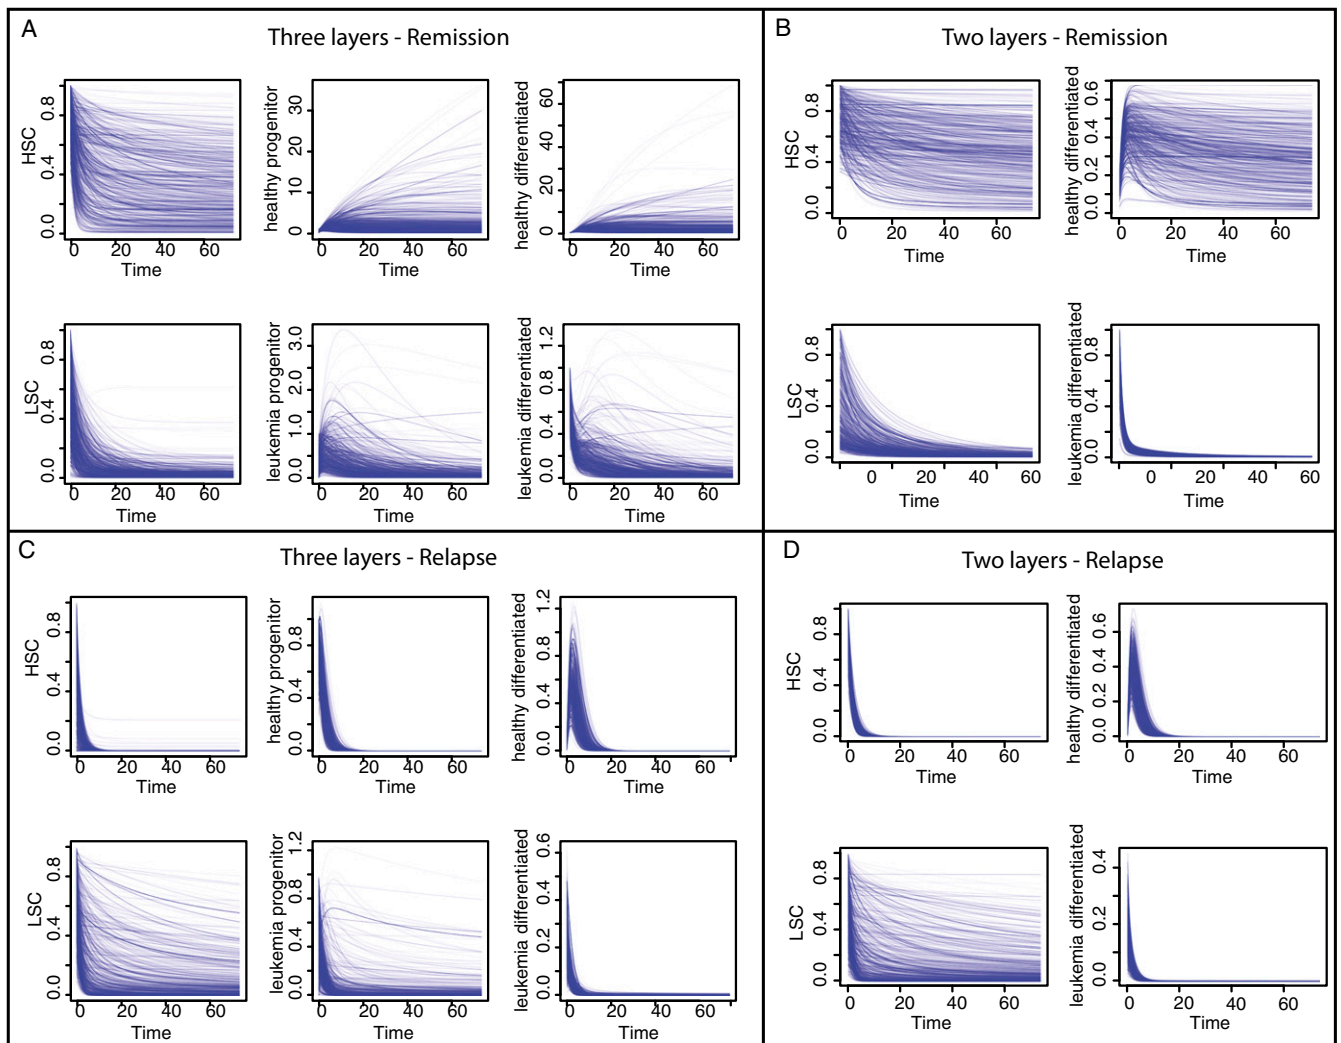 A
Three layers - Remission
HSC
0.0 0.4 0.8
0 20 40 60
Time
healthy progenitor
0 10 20 30
0 20 40 60
Time
healthy differentiated
0 20 40 60
0 20 40 60
Time
LSC
0.0 0.4 0.8
0 20 40 60
Time
leukemia progenitor
0.0 1.0 2.0 3.0
0 20 40 60
Time
leukemia differentiated
0.0 0.4 0.8 1.2
0 20 40 60
Time
B
Two layers - Remission
HSC
0.0 0.4 0.8
0 20 40 60
Time
healthy differentiated
0.0 0.1 0.2 0.3 0.4 0.5 0.6
0 20 40 60
Time
LSC
0.0 0.4 0.8
0 20 40 60
Time
leukemia differentiated
0.0 0.4 0.8
0 20 40 60
Time
C
Three layers - Relapse
HSC
0.0 0.4 0.8
0 20 40 60
Time
healthy progenitor
0.0 0.4 0.8
0 20 40 60
Time
healthy differentiated
0.0 0.4 0.8 1.2
0 20 40 60
Time
LSC
0.0 0.4 0.8
0 20 40 60
Time
leukemia progenitor
0.0 0.4 0.8 1.2
0 20 40 60
Time
leukemia differentiated
0.0 0.2 0.4 0.6
0 20 40 60
Time
D
Two layers - Relapse
HSC
0.0 0.4 0.8
0 20 40 60
Time
healthy differentiated
0.0 0.2 0.4 0.6
0 20 40 60
Time
LSC
0.0 0.4 0.8
0 20 40 60
Time
leukemia differentiated
0.0 0.2 0.4
0 20 40 60
Time